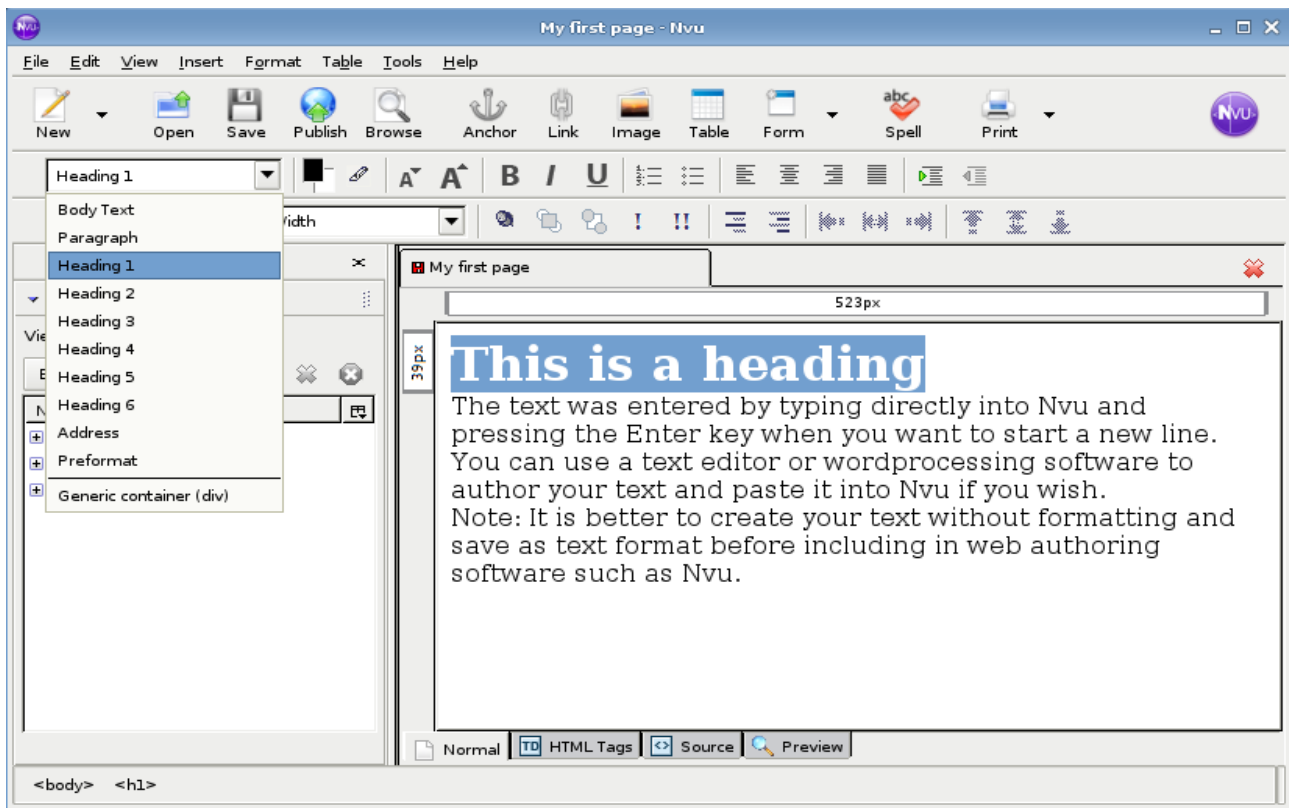 My first page - Nvu
File Edit View Insert Format Table Tools Help
New Open Save Publish Browse Anchor Link Image Table Form abc Spell Print NVU
Heading 1 A A B I U
Body Text
Paragraph
Heading 1
Heading 2
Heading 3
Heading 4
Heading 5
Heading 6
Address
Preformat
Generic container (div)
! !!
My first page
523px
39px
This is a heading
The text was entered by typing directly into Nvu and
pressing the Enter key when you want to start a new line.
You can use a text editor or wordprocessing software to
author your text and paste it into Nvu if you wish.
Note: It is better to create your text without formatting and
save as text format before including in web authoring
software such as Nvu.
Normal TD HTML Tags <> Source Preview
<body> <h1>